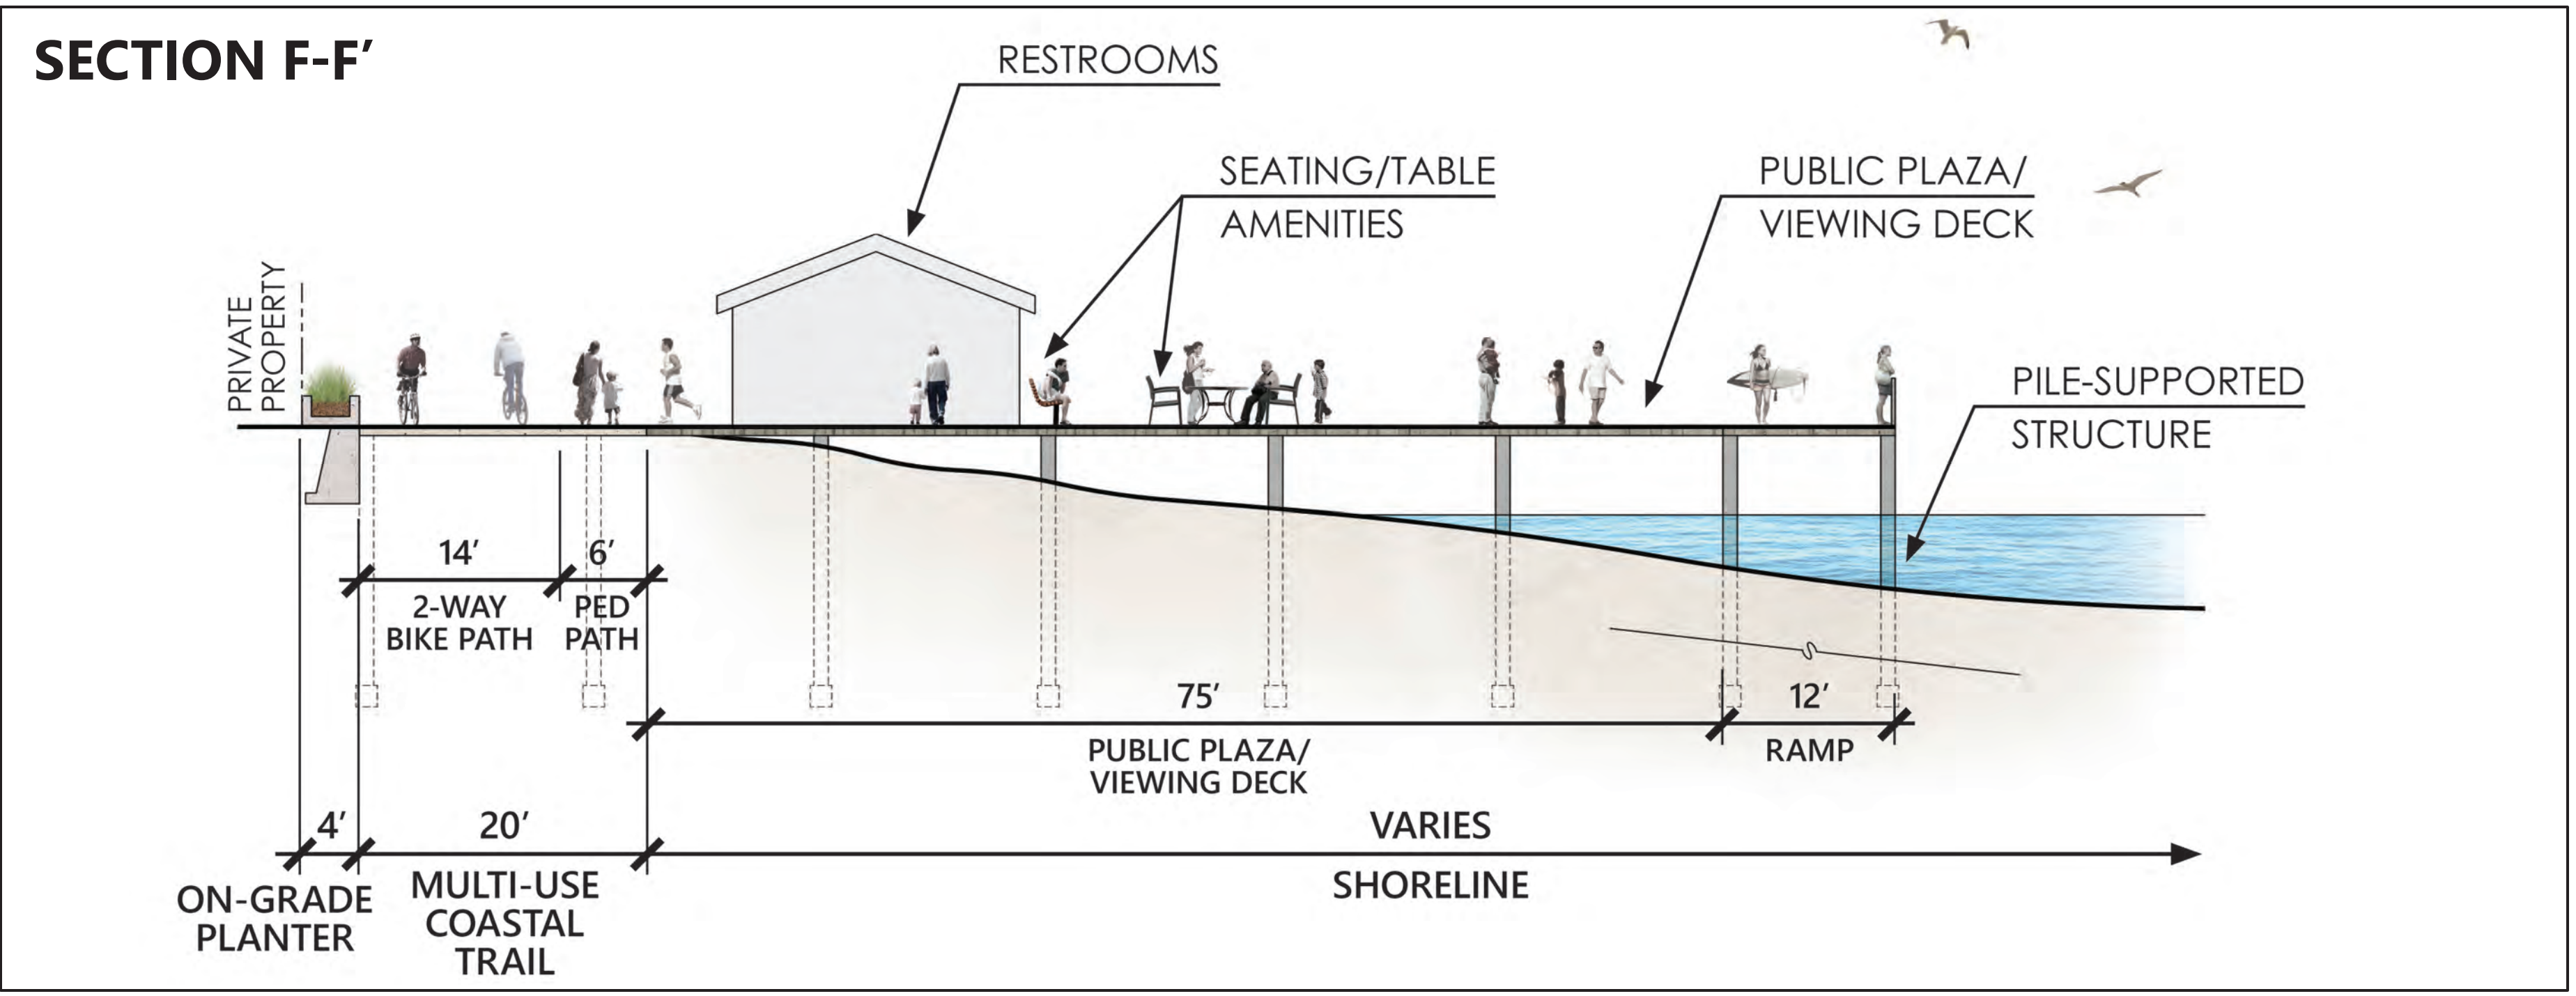 SECTION F-F’
RESTROOMS
SEATING/TABLE
AMENITIES
PUBLIC PLAZA/
VIEWING DECK
PRIVATE
PROPERTY
PILE-SUPPORTED
STRUCTURE
14’
6’
2-WAY
BIKE PATH
PED
PATH
75’
12’
PUBLIC PLAZA/
VIEWING DECK
RAMP
4’
20’
VARIES
ON-GRADE
PLANTER
MULTI-USE
COASTAL
TRAIL
SHORELINE